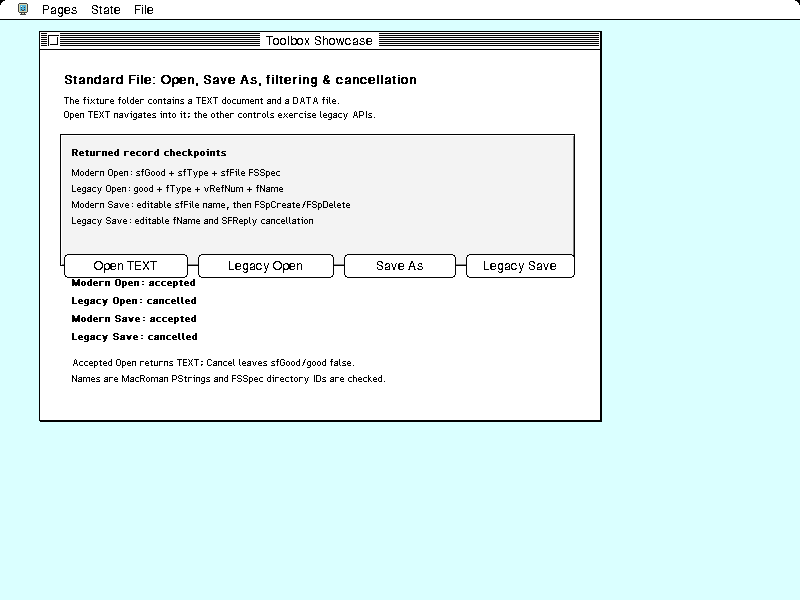 Pages State File
Toolbox Showcase
Standard File: Open, Save As, filtering & cancellation
The fixture folder contains a TEXT document and a DATA file.
Open TEXT navigates into it; the other controls exercise legacy APIs.
Returned record checkpoints
Modern Open: sfGood + sfType + sfFile FSSpec
Legacy Open: good + fType + vRefNum + fName
Modern Save: editable sfFile name, then FSpCreate/FSpDelete
Legacy Save: editable fName and SFReply cancellation
Open TEXT Legacy Open Save As Legacy Save
Modern Open: accepted
Legacy Open: cancelled
Modern Save: accepted
Legacy Save: cancelled
Accepted Open returns TEXT; Cancel leaves sfGood/good false.
Names are MacRoman PStrings and FSSpec directory IDs are checked.